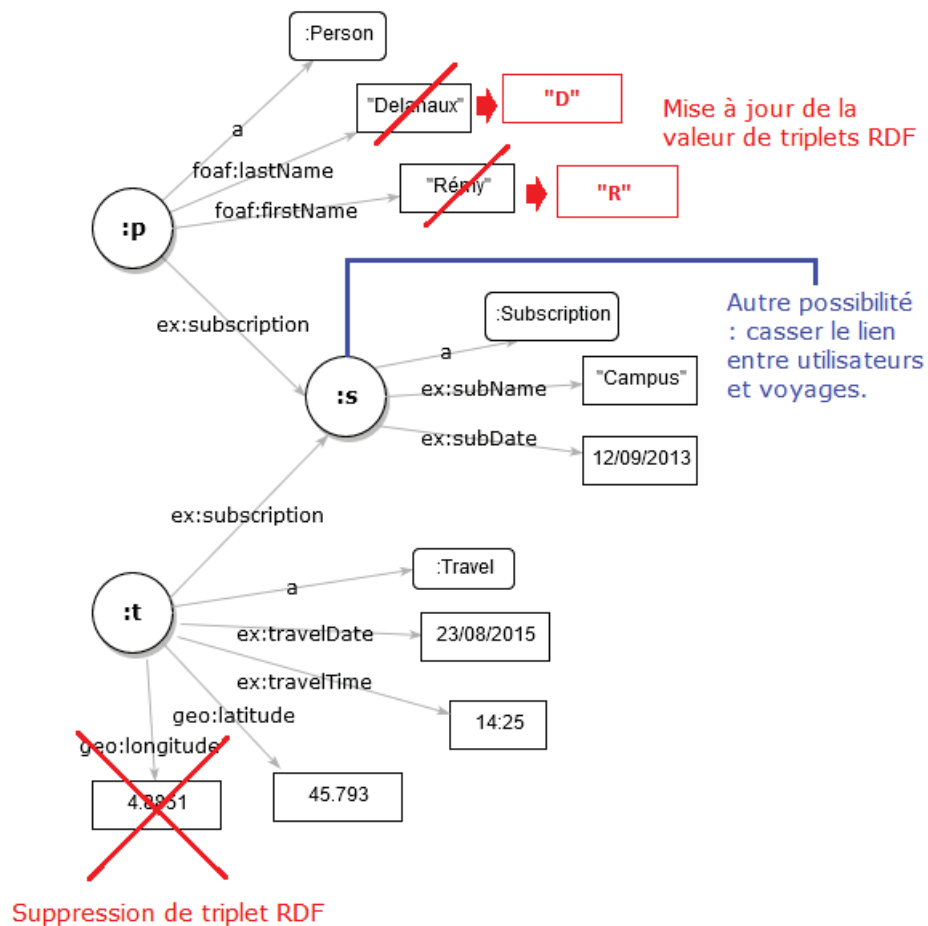 :Person
"Delanaux"
"D"
Mise à jour de la
valeur de triplets RDF
a
foaf:lastName
"Rémy"
"R"
foaf:firstName
:p
ex:subscription
Autre possibilité
: casser le lien
entre utilisateurs
et voyages.
:Subscription
a
:s
ex:subName
"Campus"
ex:subDate
12/09/2013
ex:subscription
:Travel
a
:t
ex:travelDate
23/08/2015
ex:travelTime
14:25
geo:latitude
geo:longitude
4.8851
45.793
Suppression de triplet RDF